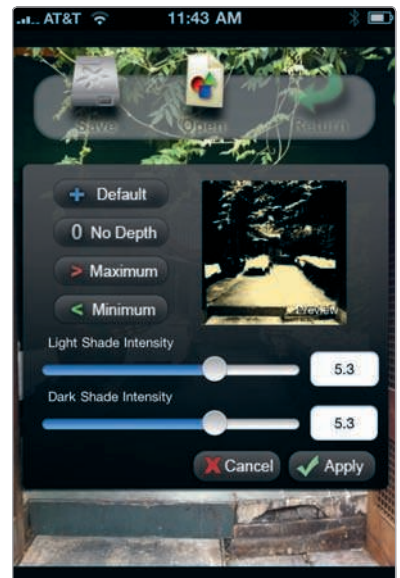 AT&T 11:43 AM
Save Open Return
+ Default
0 No Depth
> Maximum
< Minimum
Preview
Light Shade Intensity
5.3
Dark Shade Intensity
5.3
Cancel Apply